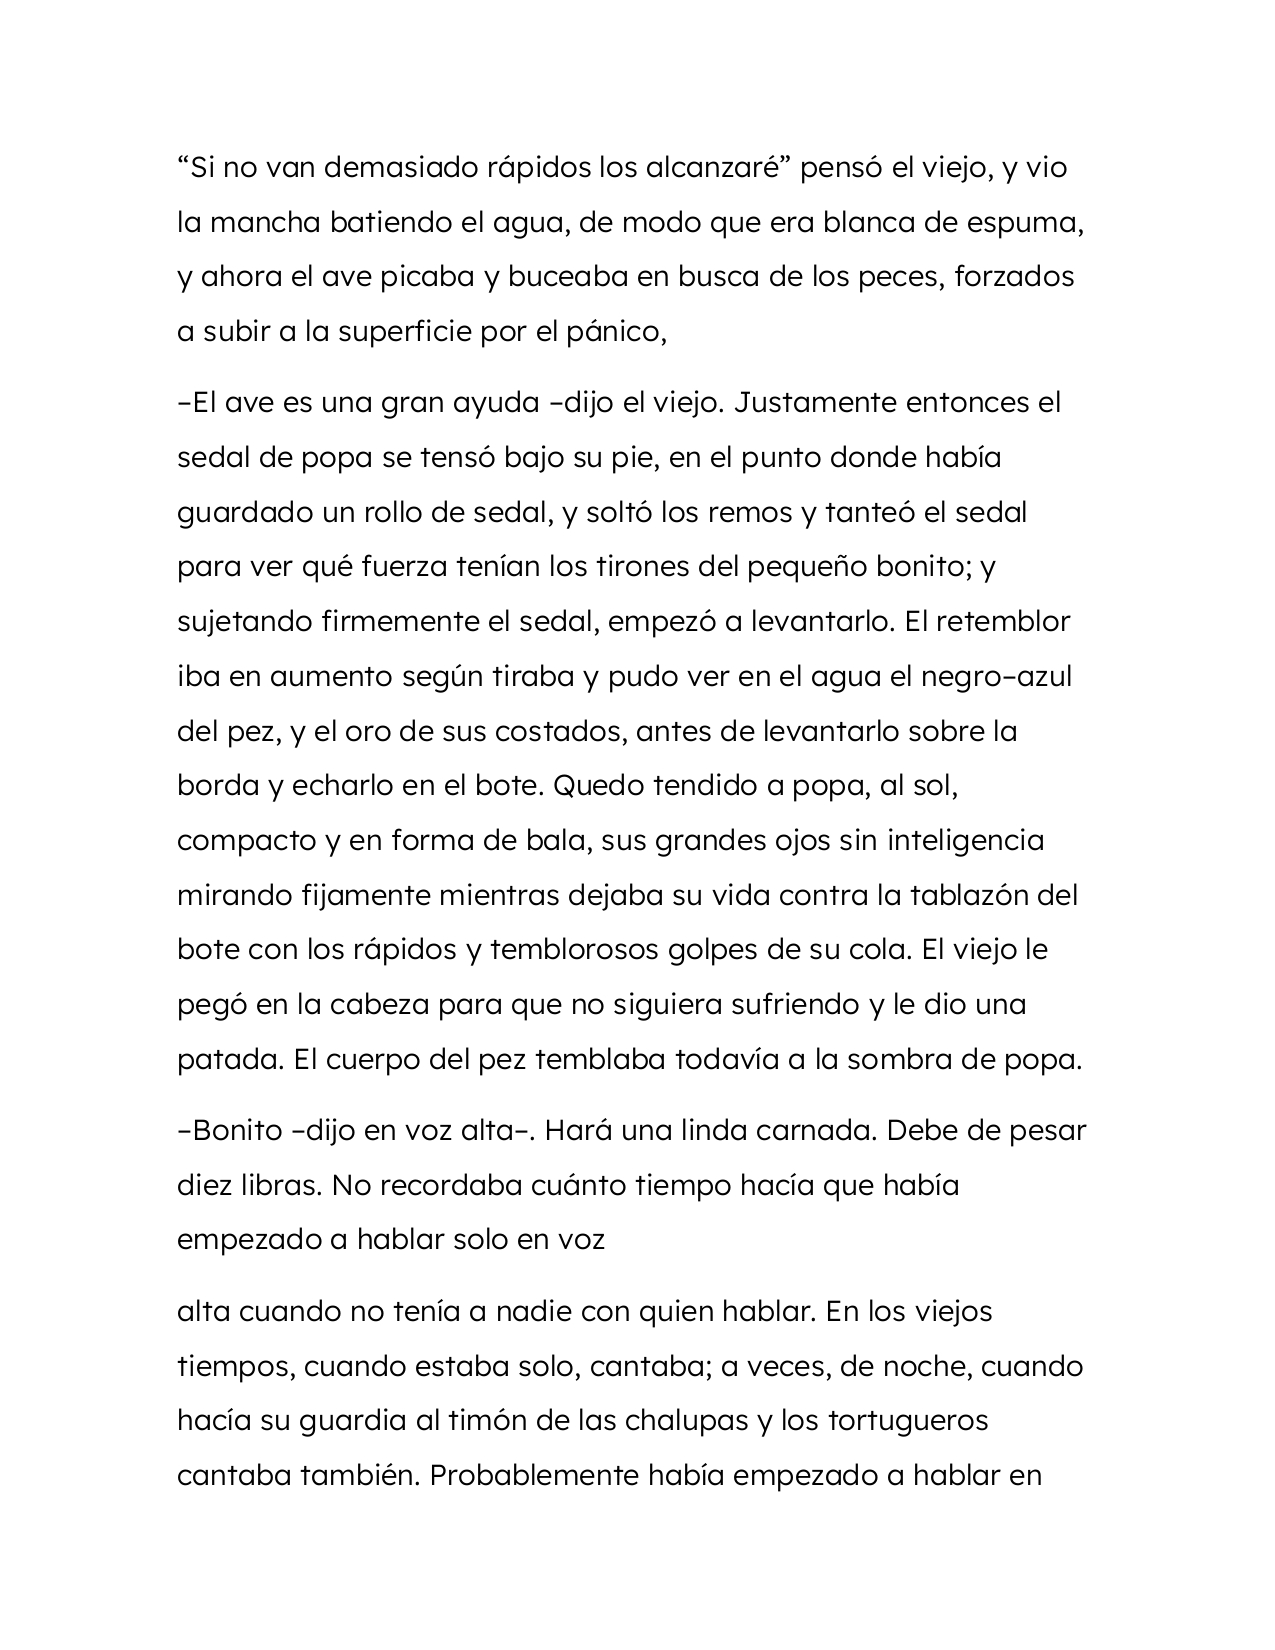 “Si no van demasiado rápidos los alcanzaré” pensó el viejo, y vio
la mancha batiendo el agua, de modo que era blanca de espuma,
y ahora el ave picaba y buceaba en busca de los peces, forzados
a subir a la superficie por el pánico,
–El ave es una gran ayuda –dijo el viejo. Justamente entonces el
sedal de popa se tensó bajo su pie, en el punto donde había
guardado un rollo de sedal, y soltó los remos y tanteó el sedal
para ver qué fuerza tenían los tirones del pequeño bonito; y
sujetando firmemente el sedal, empezó a levantarlo. El retemblor
iba en aumento según tiraba y pudo ver en el agua el negro–azul
del pez, y el oro de sus costados, antes de levantarlo sobre la
borda y echarlo en el bote. Quedo tendido a popa, al sol,
compacto y en forma de bala, sus grandes ojos sin inteligencia
mirando fijamente mientras dejaba su vida contra la tablazón del
bote con los rápidos y temblorosos golpes de su cola. El viejo le
pegó en la cabeza para que no siguiera sufriendo y le dio una
patada. El cuerpo del pez temblaba todavía a la sombra de popa.
–Bonito –dijo en voz alta–. Hará una linda carnada. Debe de pesar
diez libras. No recordaba cuánto tiempo hacía que había
empezado a hablar solo en voz
alta cuando no tenía a nadie con quien hablar. En los viejos
tiempos, cuando estaba solo, cantaba; a veces, de noche, cuando
hacía su guardia al timón de las chalupas y los tortugueros
cantaba también. Probablemente había empezado a hablar en